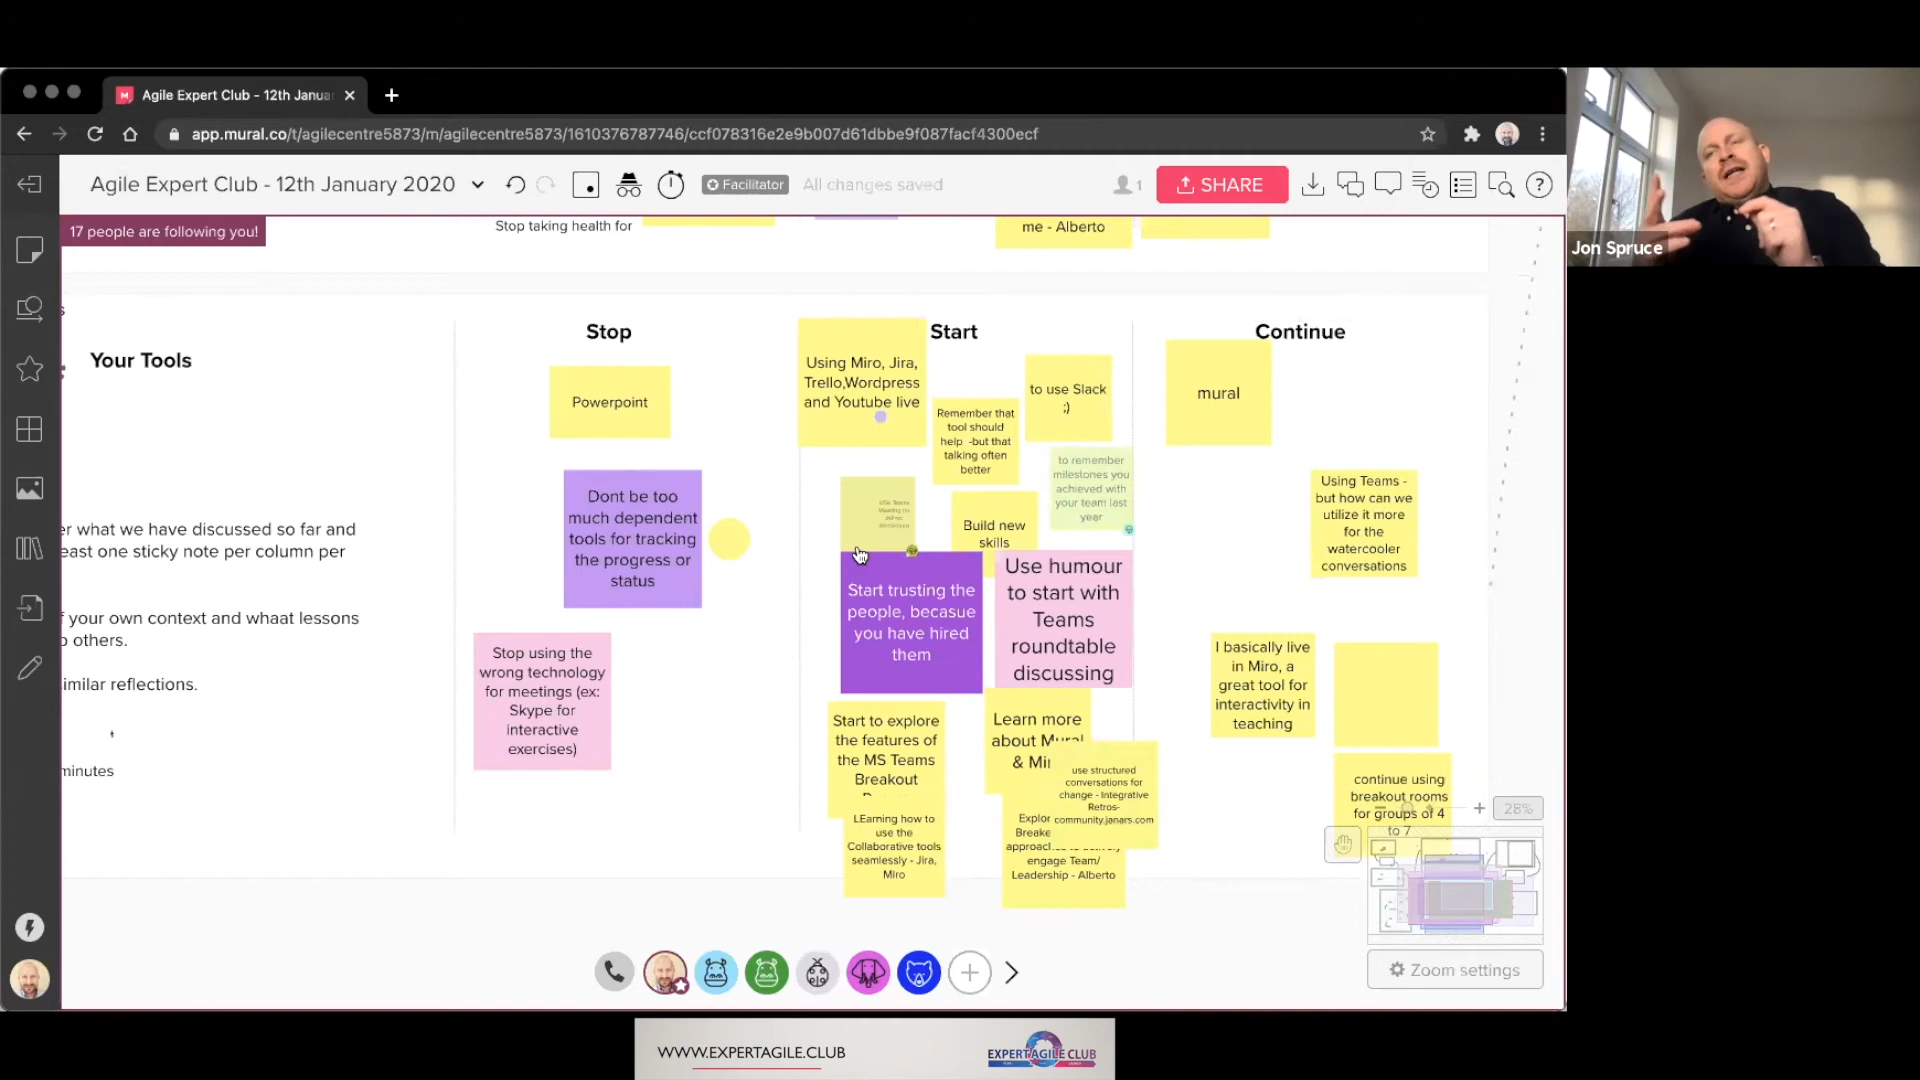 Agile Expert Club - 12th Janua
app.mural.co/t/agilecentre5873/m/agilecentre5873/1610376787746/ccf078316e2e9b007d61dbbe9f087facf4300ecf
Agile Expert Club - 12th January 2020
Facilitator
All changes saved
1
SHARE
17 people are following you!
Jon Spruce
Stop taking health for
me - Alberto
Your Tools
er what we have discussed so far and
east one sticky note per column per
f your own context and whaat lessons
o others.
imilar reflections.
minutes
Stop
Powerpoint
Dont be too
much dependent
tools for tracking
the progress or
status
Stop using the
wrong technology
for meetings (ex:
Skype for
interactive
exercises)
Start
Using Miro, Jira,
Trello,Wordpress
and Youtube live
Remember that
tool should
help -but that
talking often
better
to use Slack
;)
to remember
milestones you
achieved with
your team last
year
Build new
skills
Start trusting the
people, becasue
you have hired
them
Use humour
to start with
Teams
roundtable
discussing
Start to explore
the features of
the MS Teams
Breakout
LEarning how to
use the
Collaborative tools
seamlessly - Jira,
Miro
Learn more
about Mural
& Mir
use structured
conversations for
change - Integrative
Retros-
community.janars.com
Explor
Breake
engage Team/
Leadership - Alberto
Continue
mural
Using Teams -
but how can we
utilize it more
for the
watercooler
conversations
I basically live
in Miro, a
great tool for
interactivity in
teaching
continue using
breakout rooms
for groups of 4
to 7
28%
Zoom settings
WWW.EXPERTAGILE.CLUB
EXPERTAGILE CLUB